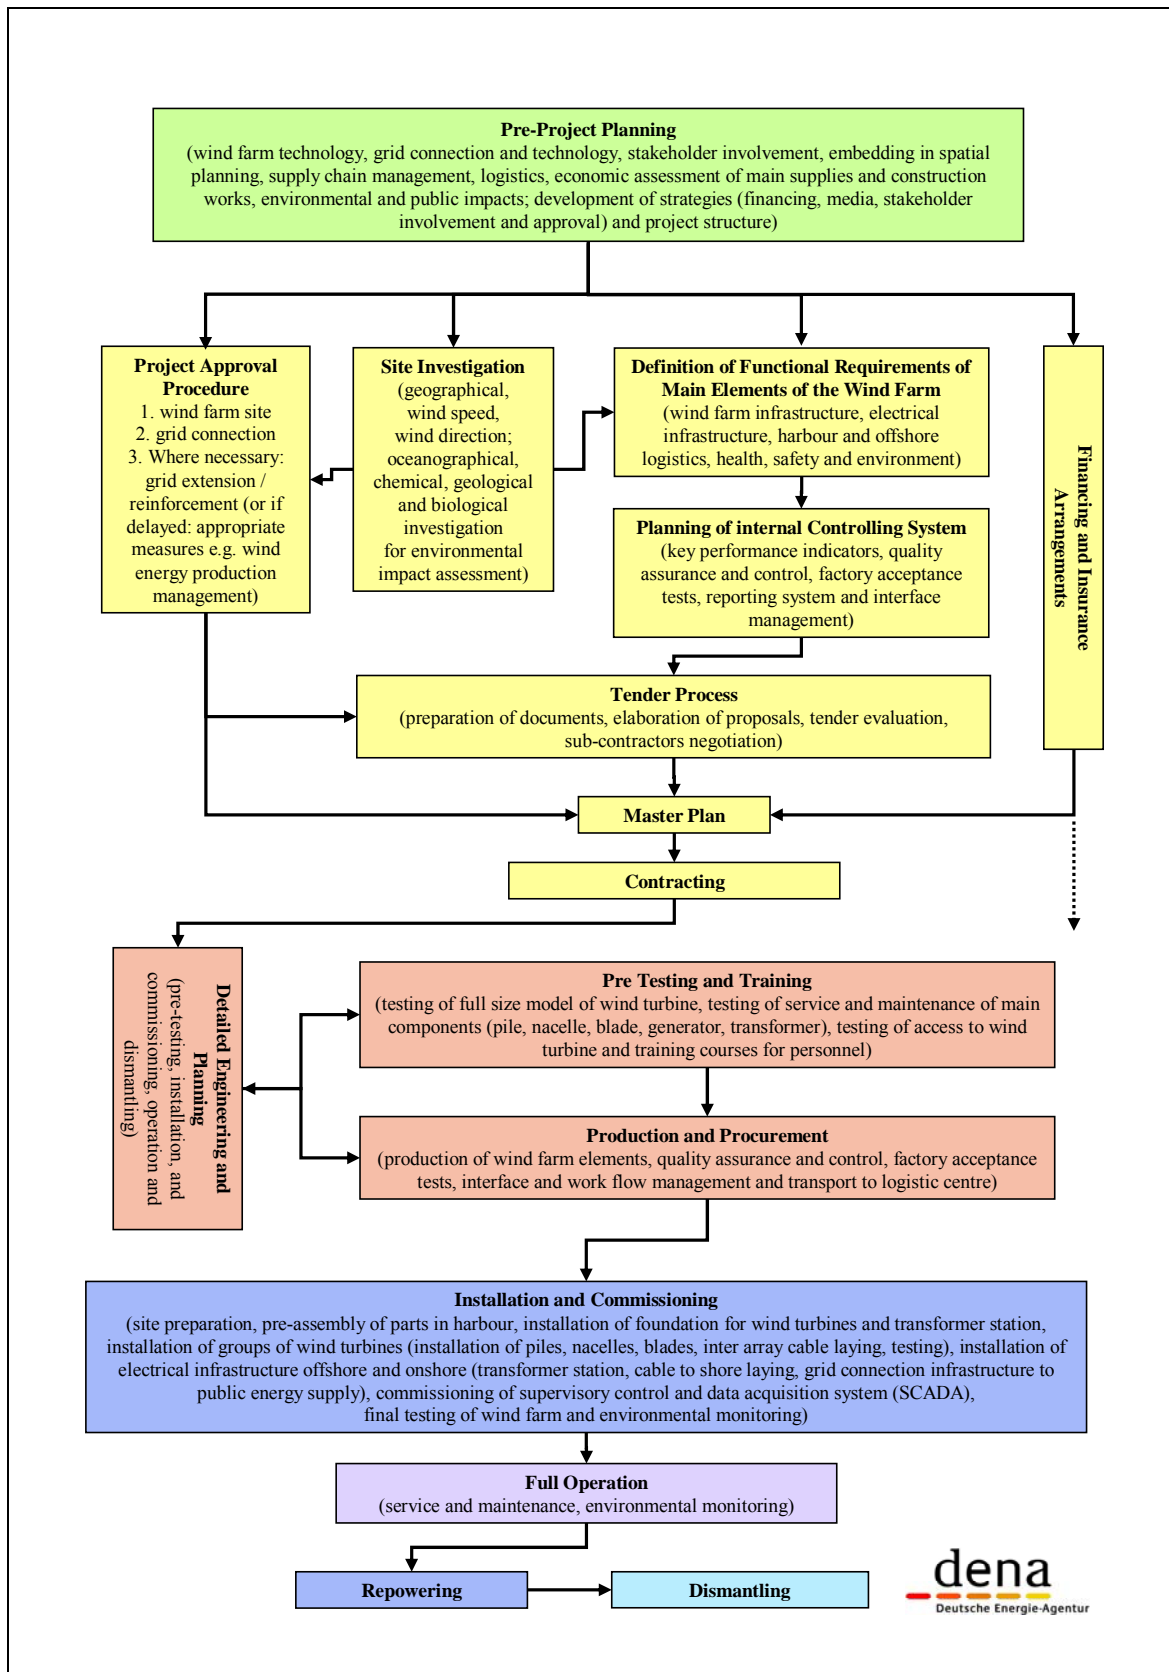 Pre-Project Planning
(wind farm technology, grid connection and technology, stakeholder involvement, embedding in spatial
planning, supply chain management, logistics, economic assessment of main supplies and construction
works, environmental and public impacts; development of strategies (financing, media, stakeholder
involvement and approval) and project structure)
Project Approval
Procedure
1. wind farm site
2. grid connection
3. Where necessary:
grid extension /
reinforcement (or if
delayed: appropriate
measures e.g. wind
energy production
management)
Site Investigation
(geographical,
wind speed,
wind direction;
oceanographical,
chemical, geological
and biological
investigation
for environmental
impact assessment)
Definition of Functional Requirements of
Main Elements of the Wind Farm
(wind farm infrastructure, electrical
infrastructure, harbour and offshore
logistics, health, safety and environment)
Planning of internal Controlling System
(key performance indicators, quality
assurance and control, factory acceptance
tests, reporting system and interface
management)
Financing and Insurance
Arrangements
Tender Process
(preparation of documents, elaboration of proposals, tender evaluation,
sub-contractors negotiation)
Master Plan
Contracting
Detailed Engineering and
Planning
(pre-testing, installation, and
commissioning, operation and
dismantling)
Pre Testing and Training
(testing of full size model of wind turbine, testing of service and maintenance of main
components (pile, nacelle, blade, generator, transformer), testing of access to wind
turbine and training courses for personnel)
Production and Procurement
(production of wind farm elements, quality assurance and control, factory acceptance
tests, interface and work flow management and transport to logistic centre)
Installation and Commissioning
(site preparation, pre-assembly of parts in harbour, installation of foundation for wind turbines and transformer station,
installation of groups of wind turbines (installation of piles, nacelles, blades, inter array cable laying, testing), installation of
electrical infrastructure offshore and onshore (transformer station, cable to shore laying, grid connection infrastructure to
public energy supply), commissioning of supervisory control and data acquisition system (SCADA),
final testing of wind farm and environmental monitoring)
Full Operation
(service and maintenance, environmental monitoring)
Repowering
Dismantling
dena
Deutsche Energie-Agentur